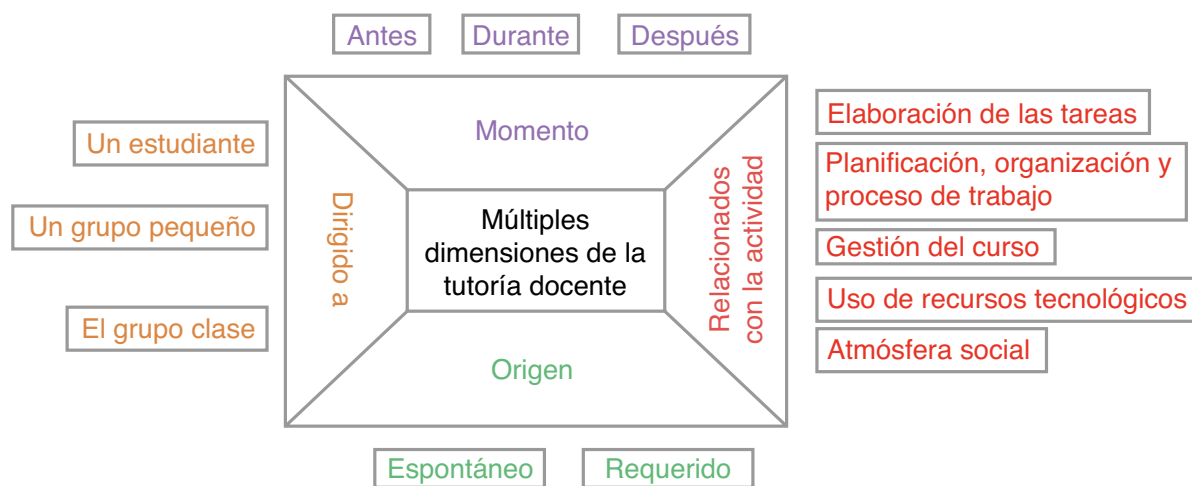 Antes
Durante
Después
Momento
Un estudiante
Un grupo pequeño
El grupo clase
Dirigido a
Múltiples
dimensiones de la
tutoría docente
Relacionados
con la actividad
Elaboración de las tareas
Planificación, organización y
proceso de trabajo
Gestión del curso
Uso de recursos tecnológicos
Atmósfera social
Origen
Espontáneo
Requerido